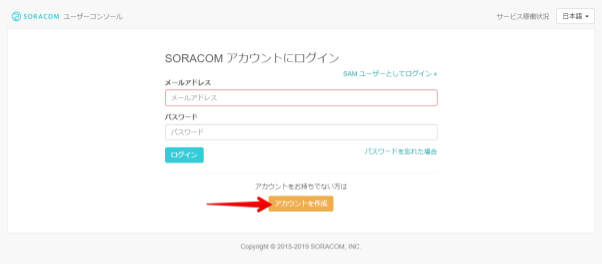 SORACOM ユーザーコンソール
サービス稼働状況 日本語
SORACOM アカウントにログイン
SAM ユーザーとしてログイン »
メールアドレス
メールアドレス
パスワード
パスワード
ログイン パスワードを忘れた場合
アカウントをお持ちでない方は
アカウントを作成
Copyright © 2015-2019 SORACOM, INC.